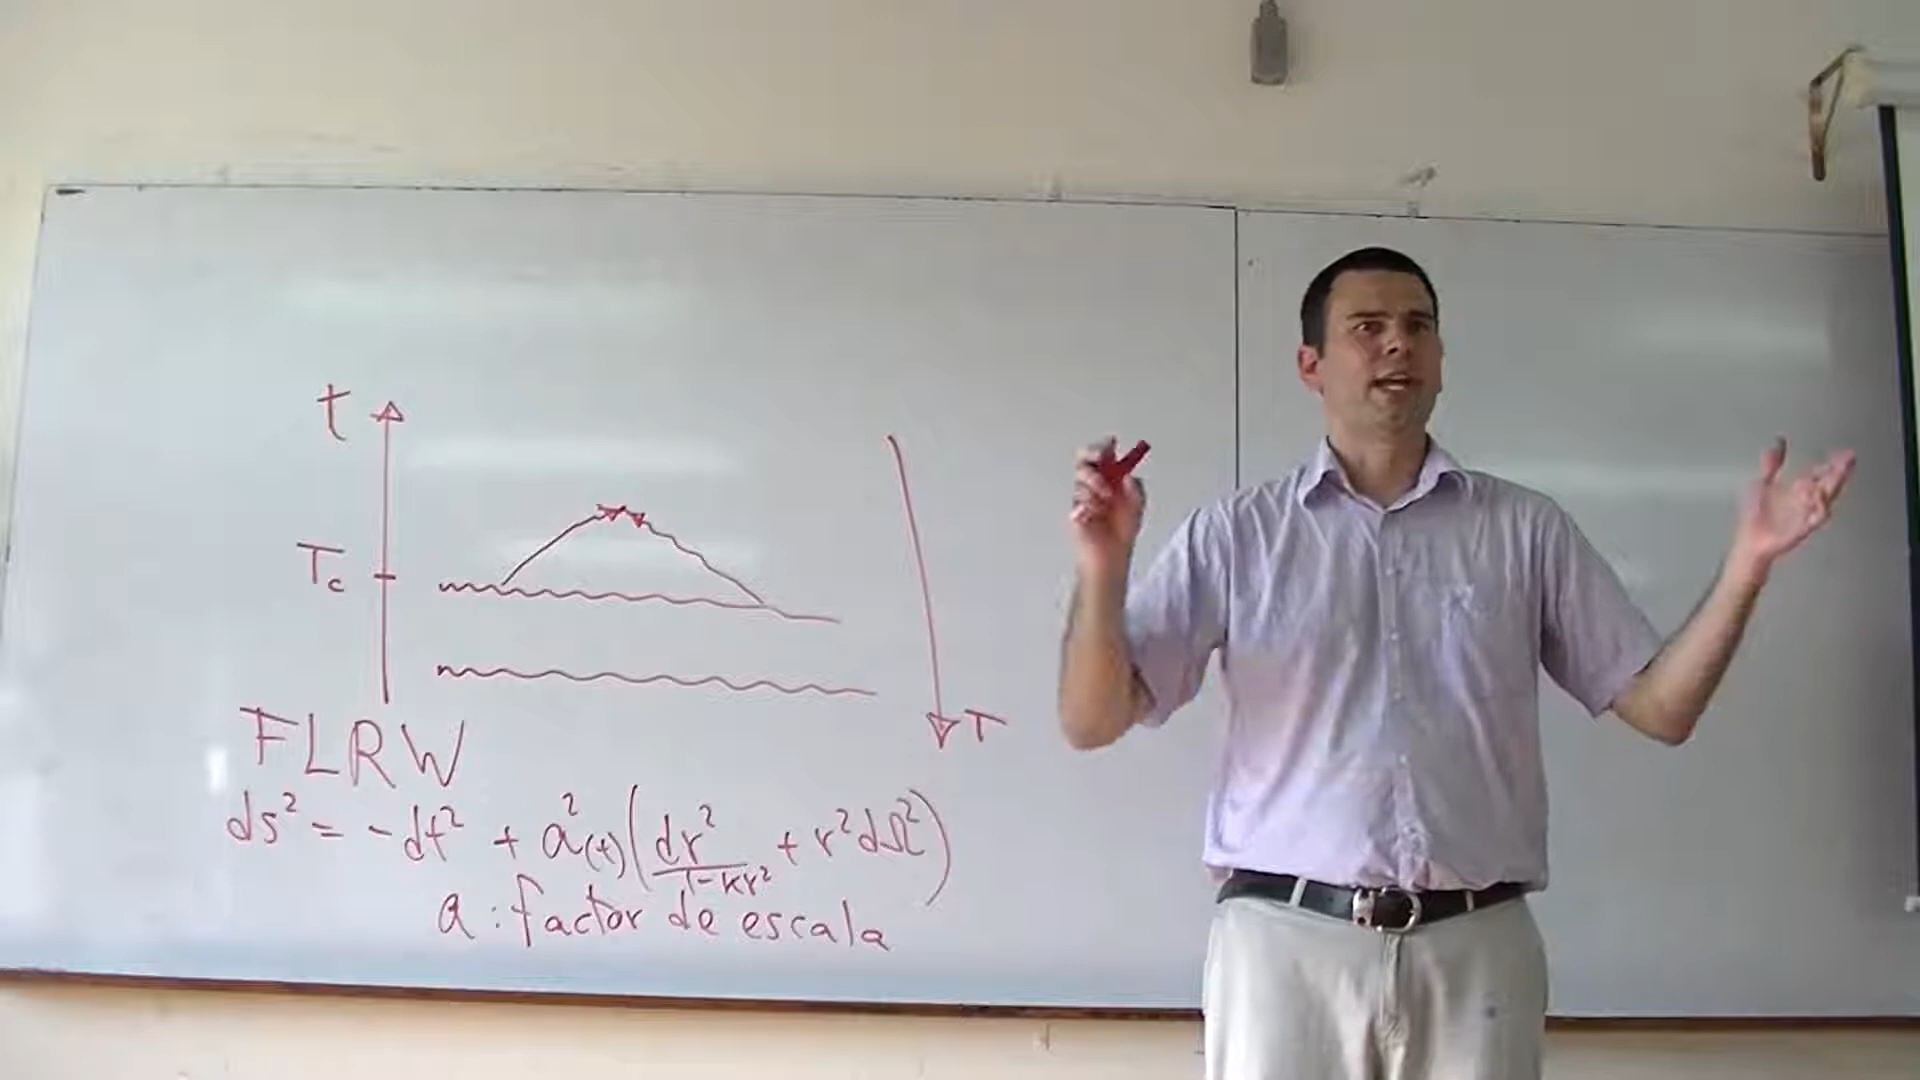 t
T_c
T
FLRW
ds² = -dt² + a²(t)(dr²/(1-kr²) + r²dΩ²)
a : factor de escala